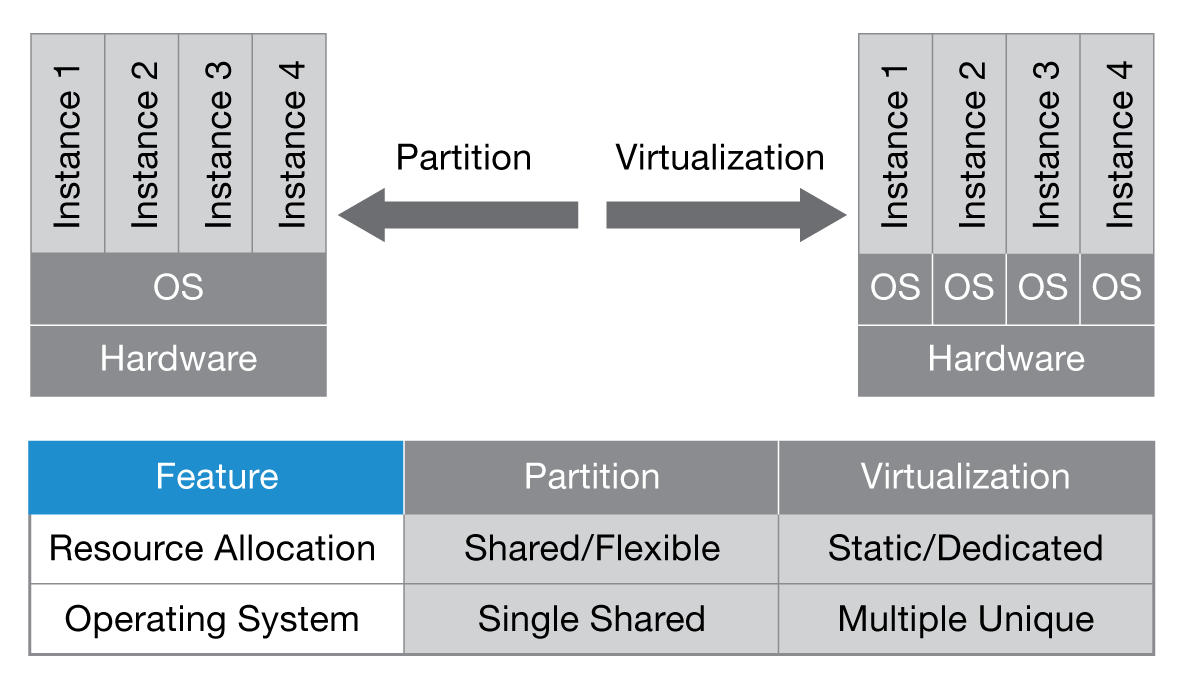 Instance 1
Instance 2
Instance 3
Instance 4
OS
Hardware
Partition
Virtualization
Instance 1
Instance 2
Instance 3
Instance 4
OS
OS
OS
OS
Hardware
Feature Partition Virtualization
Resource Allocation Shared/Flexible Static/Dedicated
Operating System Single Shared Multiple Unique